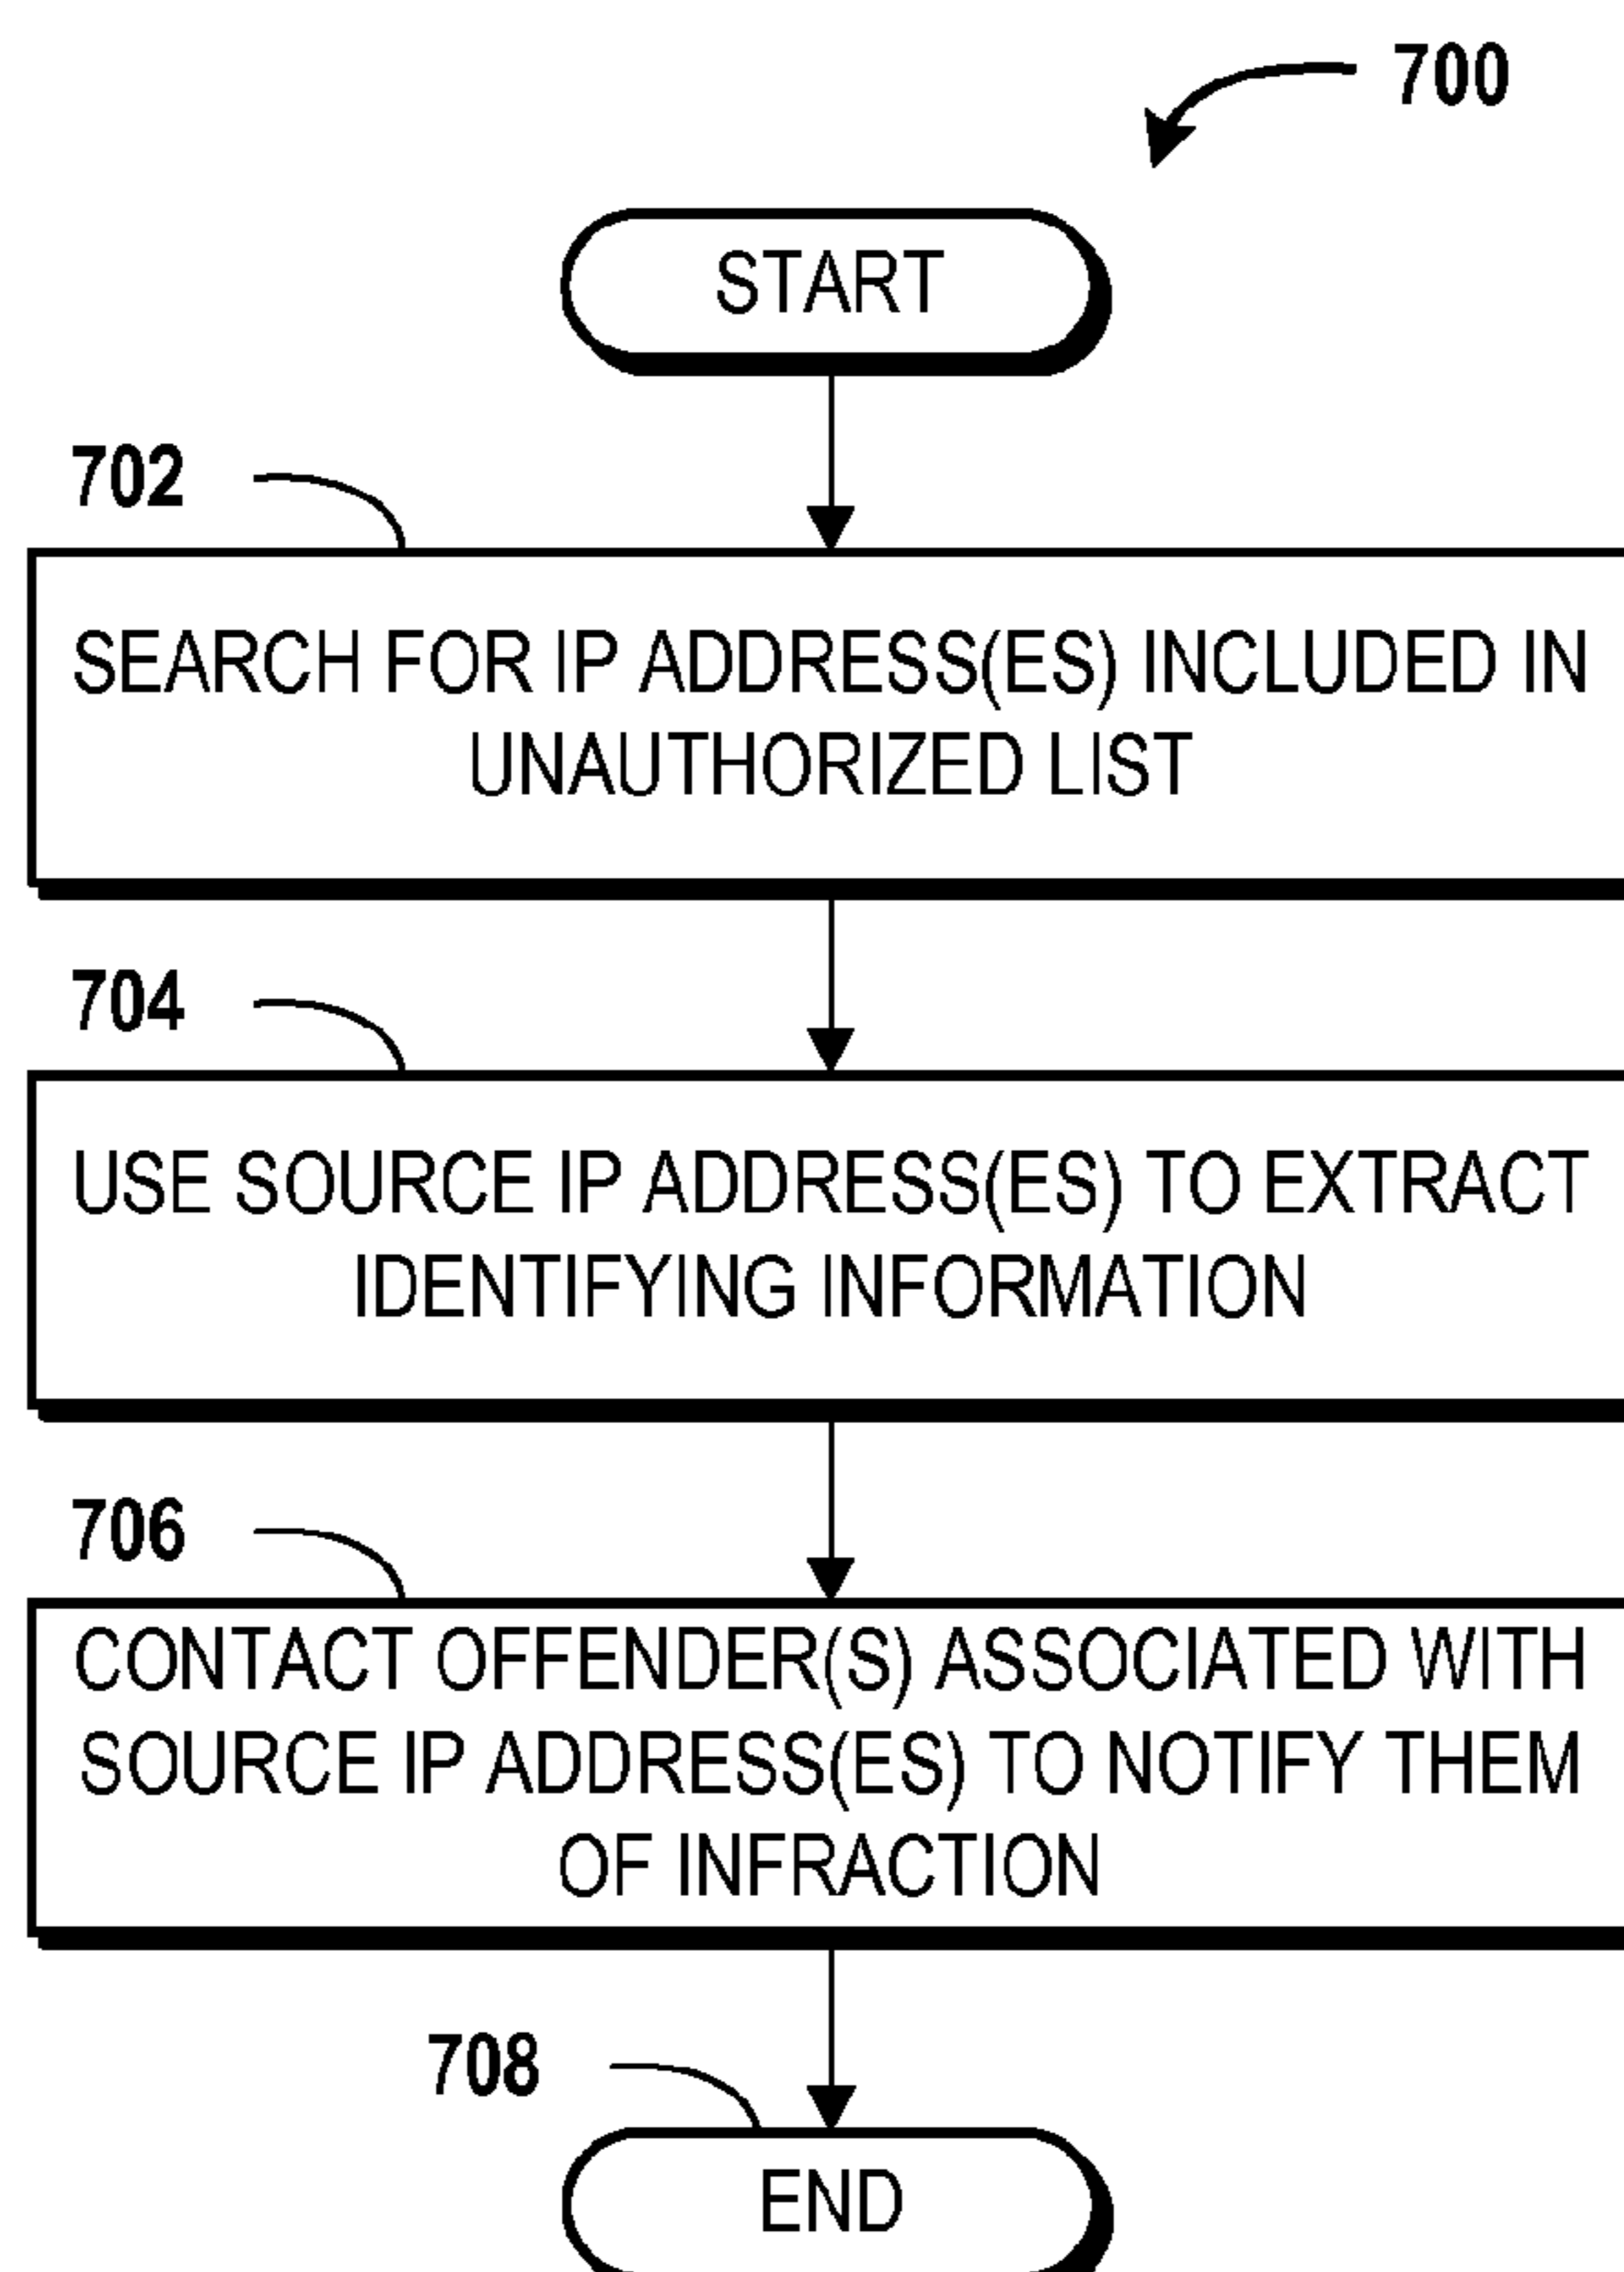 700
START
702
SEARCH FOR IP ADDRESS(ES) INCLUDED IN
UNAUTHORIZED LIST
704
USE SOURCE IP ADDRESS(ES) TO EXTRACT
IDENTIFYING INFORMATION
706
CONTACT OFFENDER(S) ASSOCIATED WITH
SOURCE IP ADDRESS(ES) TO NOTIFY THEM
OF INFRACTION
708
END